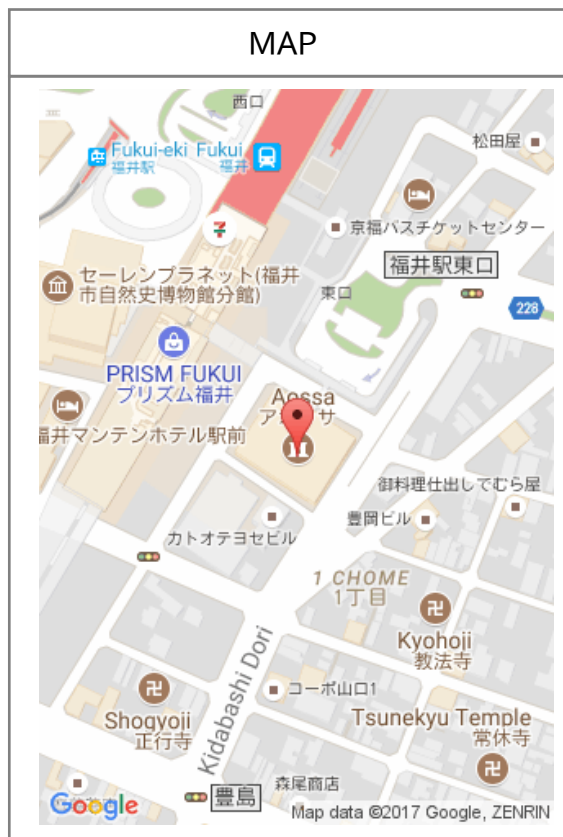 MAP
西口
松田屋
Fukui-eki
福井駅
Fukui
福井
京福バスチケットセンター
福井駅東口
セーレンプラネット(福井
市自然史博物館分館)
東口
228
PRISM FUKUI
プリズム福井
Aossa
福井マンテンホテル駅前
御料理仕出してむら屋
豊岡ビル
カトオテヨセビル
1 CHOME
1丁目
Kyohoji
教法寺
Kidabashi Dori
コーポ山口1
Shogyoji
正行寺
Tsunekyu Temple
常休寺
豊島
森尾商店
Google
Map data ©2017 Google, ZENRIN